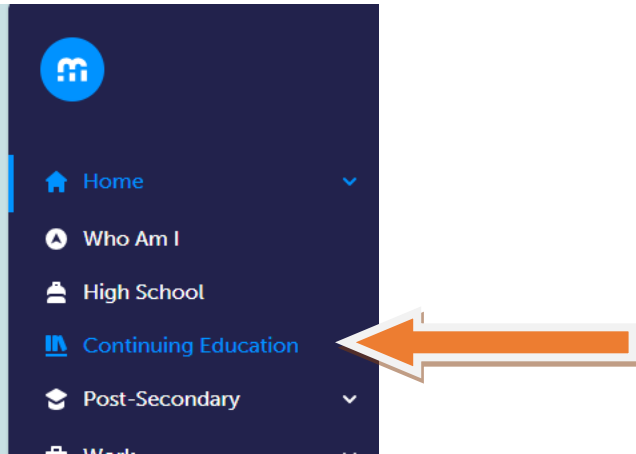 Home
Who Am I
High School
Continuing Education
Post-Secondary